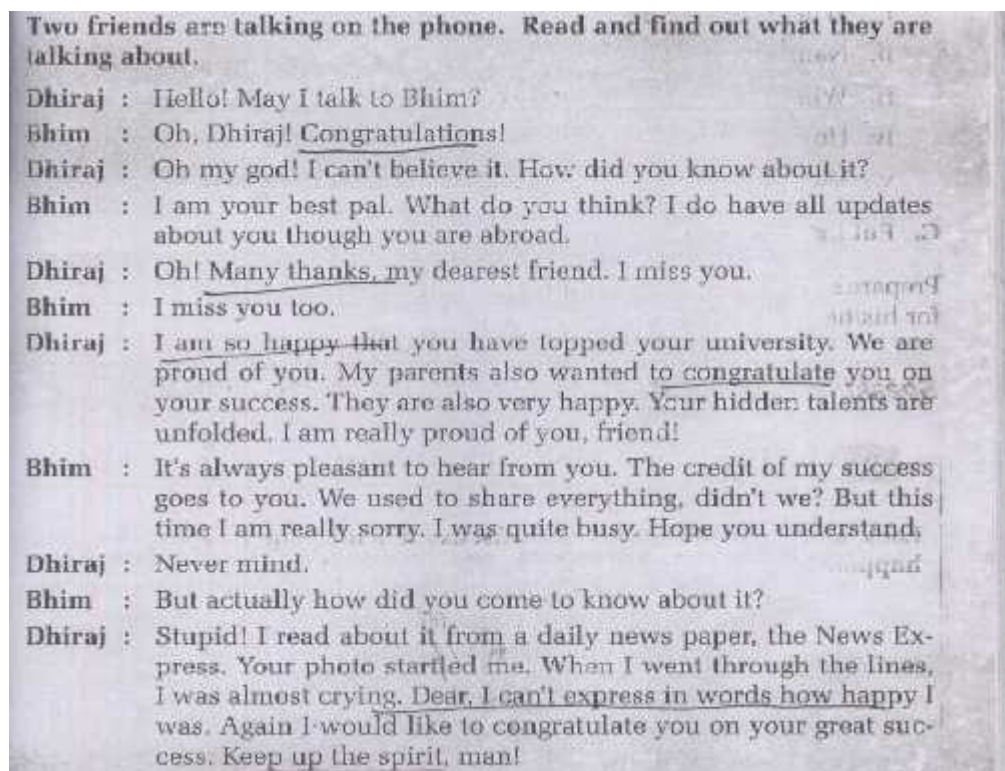 Two friends are talking on the phone. Read and find out what they are
talking about.
Dhiraj : Hello! May I talk to Bhim?
Bhim : Oh, Dhiraj! Congratulations!
Dhiraj : Oh my god! I can't believe it. How did you know about it?
Bhim : I am your best pal. What do you think? I do have all updates
about you though you are abroad.
Dhiraj : Oh! Many thanks, my dearest friend. I miss you.
Bhim : I miss you too.
Dhiraj : I am so happy that you have topped your university. We are
proud of you. My parents also wanted to congratulate you on
your success. They are also very happy. Your hidden talents are
unfolded. I am really proud of you, friend!
Bhim : It's always pleasant to hear from you. The credit of my success
goes to you. We used to share everything, didn't we? But this
time I am really sorry. I was quite busy. Hope you understand.
Dhiraj : Never mind.
Bhim : But actually how did you come to know about it?
Dhiraj : Stupid! I read about it from a daily news paper, the News Ex-
press. Your photo startled me. When I went through the lines,
I was almost crying. Dear, I can't express in words how happy I
was. Again I would like to congratulate you on your great suc-
cess. Keep up the spirit, man!